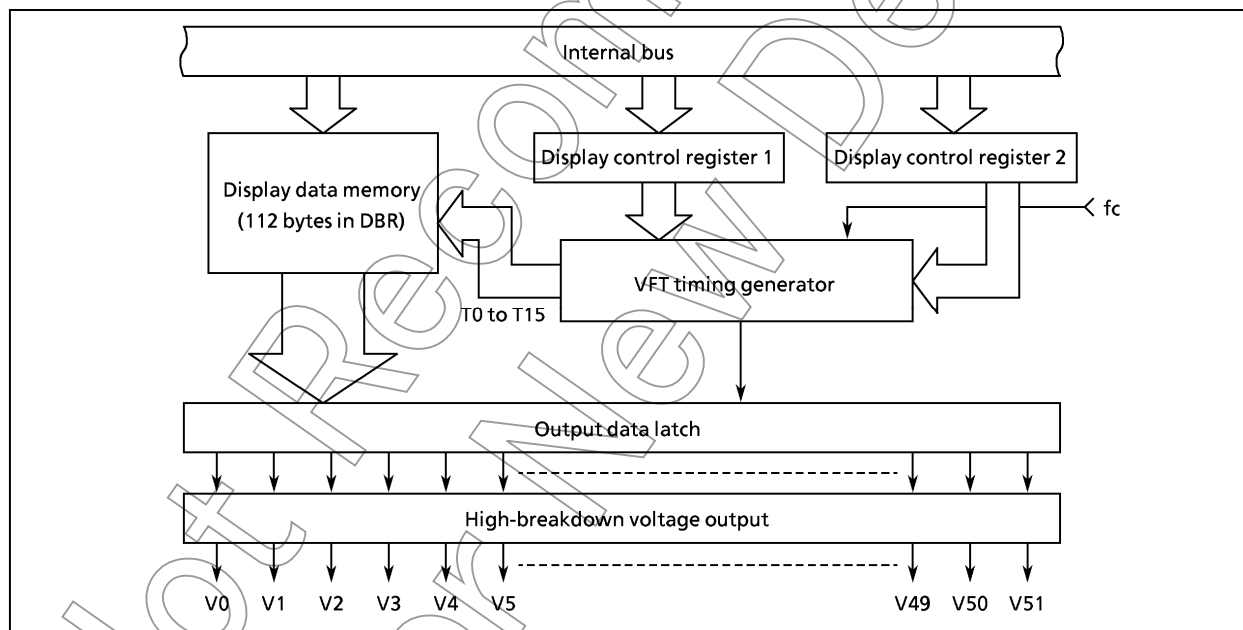 Internal bus
Display control register 1
Display control register 2
Display data memory
(112 bytes in DBR)
fc
VFT timing generator
T0 to T15
Output data latch
High-breakdown voltage output
V0 V1 V2 V3 V4 V5 V49 V50 V51